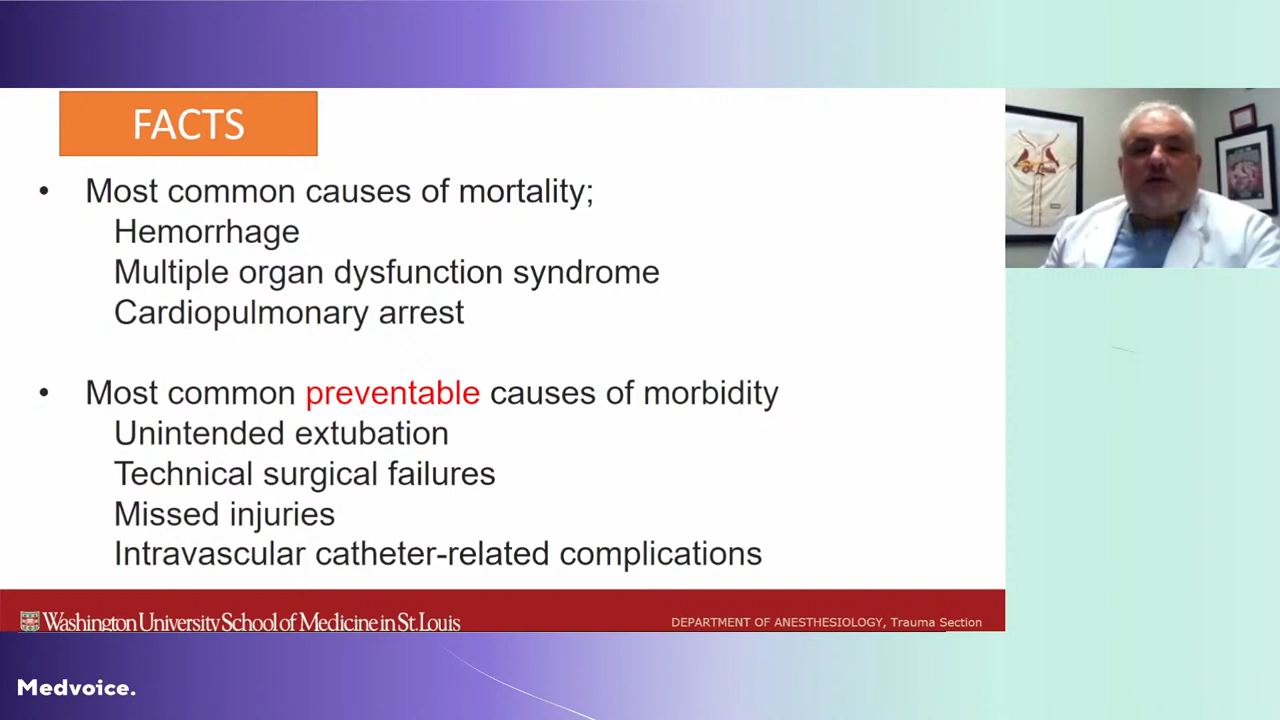 FACTS
• Most common causes of mortality;
Hemorrhage
Multiple organ dysfunction syndrome
Cardiopulmonary arrest
• Most common preventable causes of morbidity
Unintended extubation
Technical surgical failures
Missed injuries
Intravascular catheter-related complications
Washington University School of Medicine in St. Louis
DEPARTMENT OF ANESTHESIOLOGY, Trauma Section
St. Louis
Medvoice.